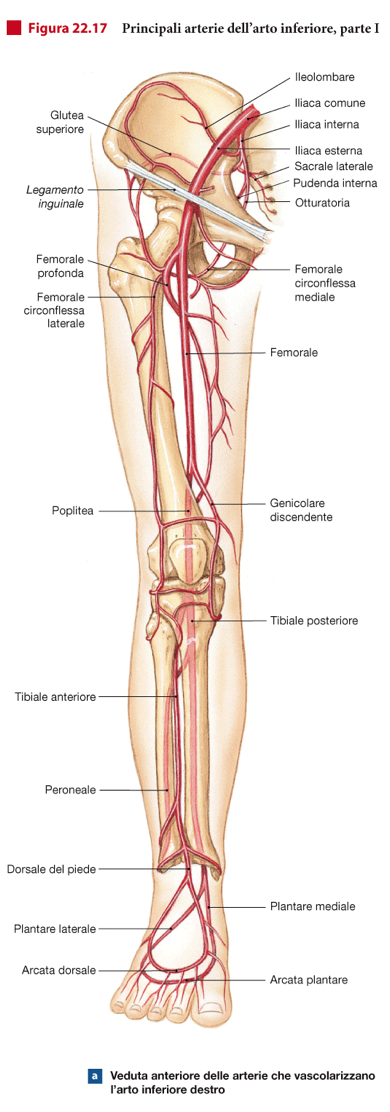 Figura 22.17 Principali arterie dell'arto inferiore, parte I
Ileolombare
Iliaca comune
Glutea
superiore
Iliaca interna
Iliaca esterna
Sacrale laterale
Legamento
inguinale
Pudenda interna
Otturatoria
Femorale
profonda
Femorale
circonflessa
mediale
Femorale
circonflessa
laterale
Femorale
Poplitea
Genicolare
discendente
Tibiale posteriore
Tibiale anteriore
Peroneale
Dorsale del piede
Plantare mediale
Plantare laterale
Arcata dorsale
Arcata plantare
a Veduta anteriore delle arterie che vascolarizzano
l'arto inferiore destro